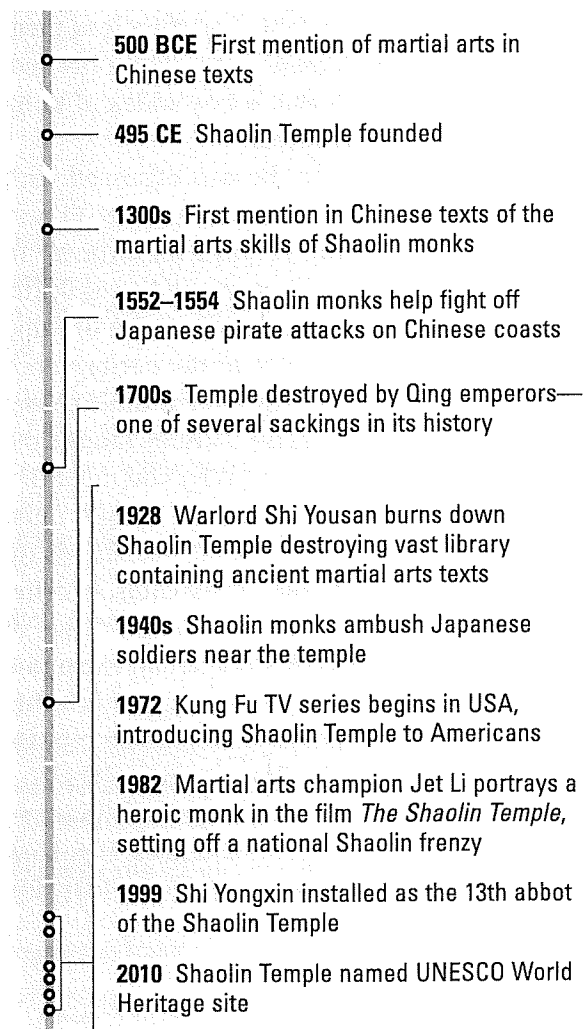 500 BCE First mention of martial arts in
Chinese texts
495 CE Shaolin Temple founded
1300s First mention in Chinese texts of the
martial arts skills of Shaolin monks
1552–1554 Shaolin monks help fight off
Japanese pirate attacks on Chinese coasts
1700s Temple destroyed by Qing emperors—
one of several sackings in its history
1928 Warlord Shi Yousan burns down
Shaolin Temple destroying vast library
containing ancient martial arts texts
1940s Shaolin monks ambush Japanese
soldiers near the temple
1972 Kung Fu TV series begins in USA,
introducing Shaolin Temple to Americans
1982 Martial arts champion Jet Li portrays a
heroic monk in the film The Shaolin Temple,
setting off a national Shaolin frenzy
1999 Shi Yongxin installed as the 13th abbot
of the Shaolin Temple
2010 Shaolin Temple named UNESCO World
Heritage site